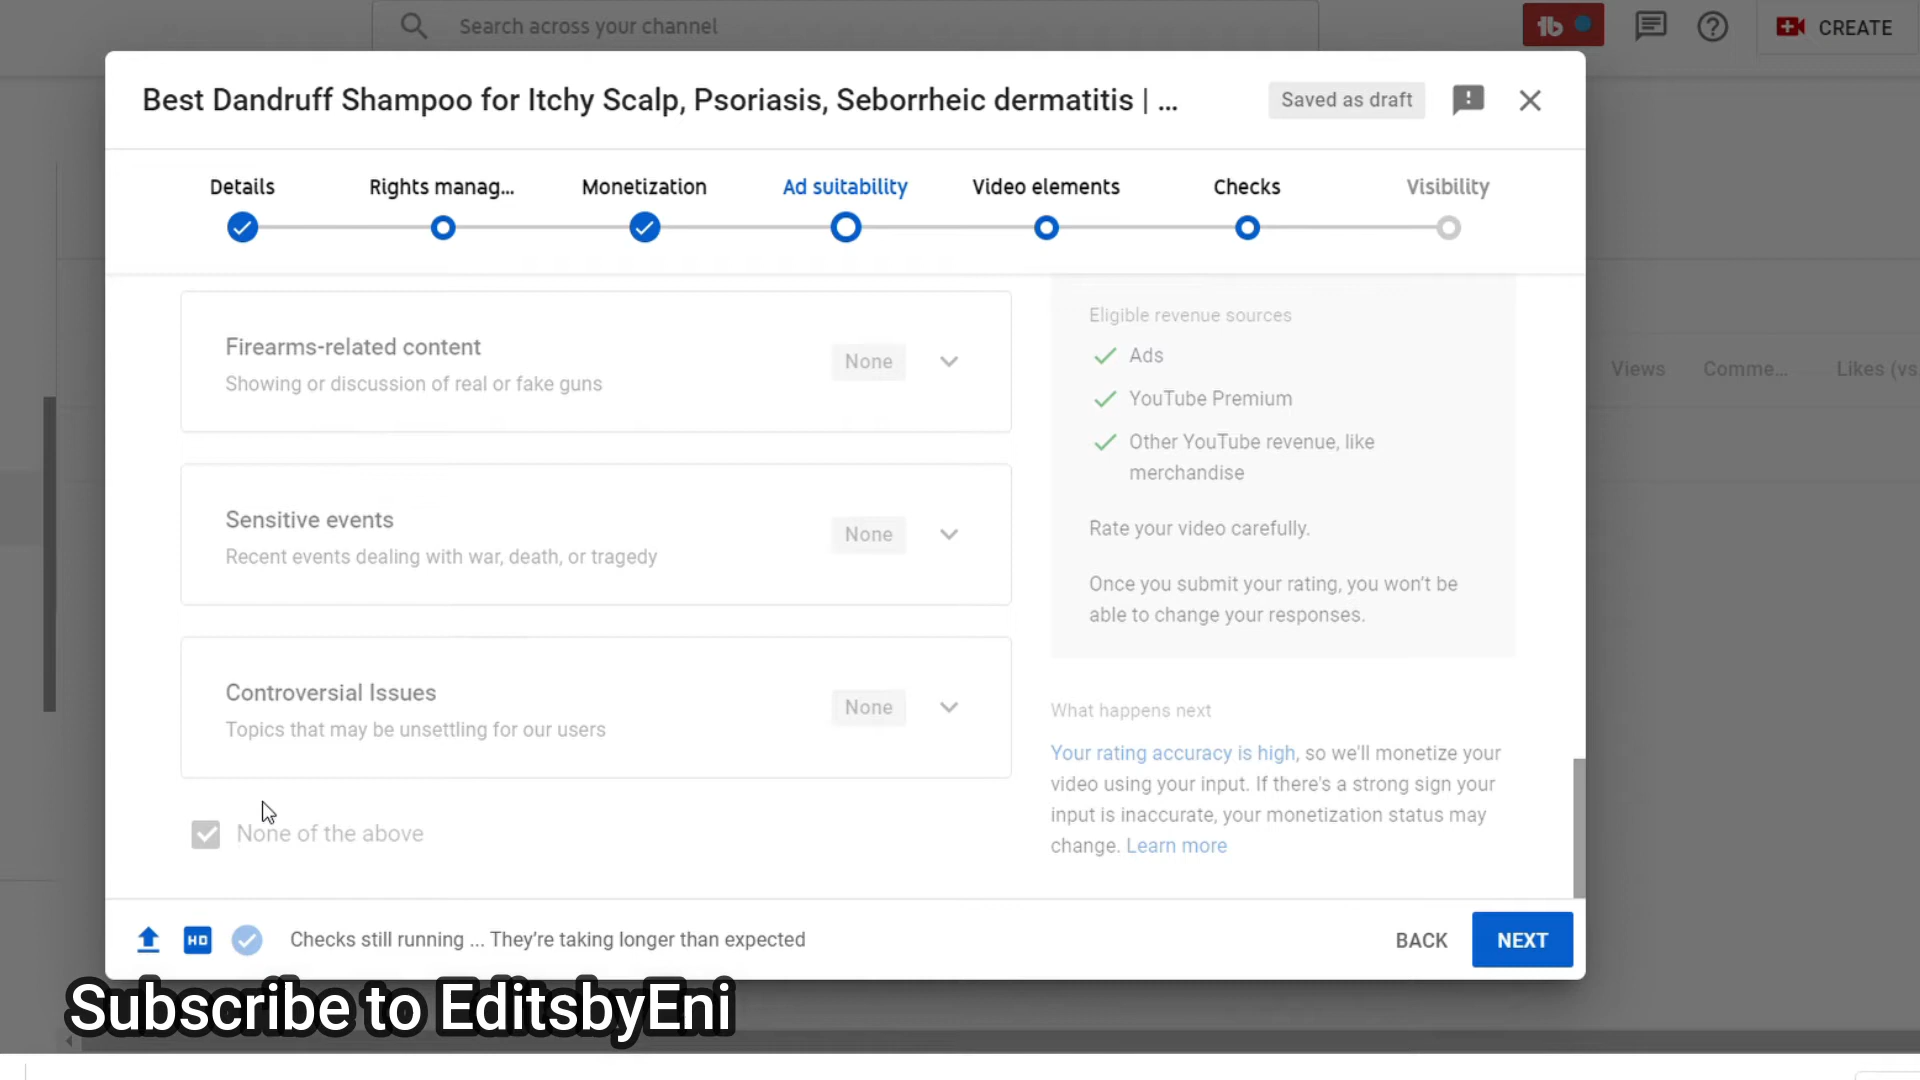 Search across your channel
CREATE
Best Dandruff Shampoo for Itchy Scalp, Psoriasis, Seborrheic dermatitis | ...
Saved as draft
Details
Rights manag...
Monetization
Ad suitability
Video elements
Checks
Visibility
Firearms-related content
Showing or discussion of real or fake guns
None
Sensitive events
Recent events dealing with war, death, or tragedy
None
Controversial Issues
Topics that may be unsettling for our users
None
None of the above
Eligible revenue sources
Ads
YouTube Premium
Other YouTube revenue, like
merchandise
Rate your video carefully.
Once you submit your rating, you won't be
able to change your responses.
What happens next
Your rating accuracy is high, so we'll monetize your
video using your input. If there's a strong sign your
input is inaccurate, your monetization status may
change. Learn more
Views
Comme...
Likes (vs.
HD
Checks still running ... They're taking longer than expected
BACK
NEXT
Subscribe to EditsbyEni